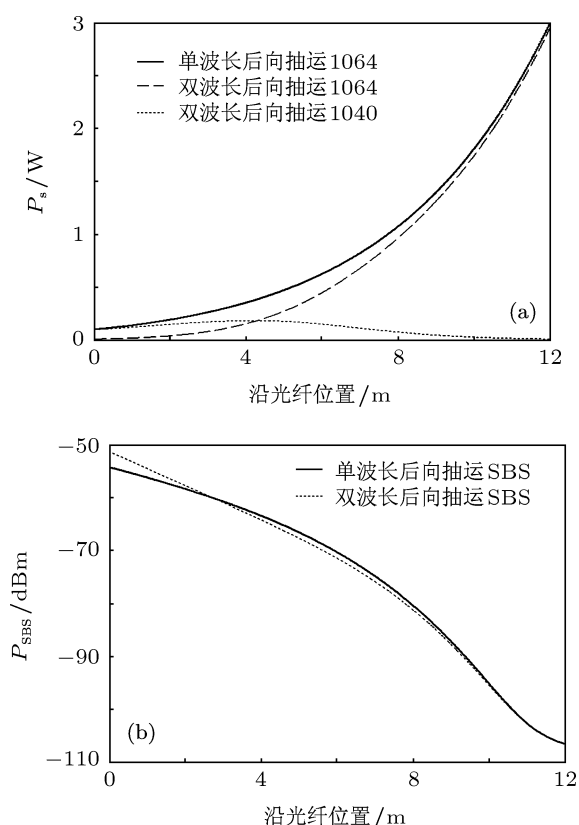 3
单波长后向抽运1064
双波长后向抽运1064
双波长后向抽运1040
2
Ps/W
1
(a)
0
0 4 8 12
沿光纤位置/m
-50
单波长后向抽运SBS
双波长后向抽运SBS
-70
PSBS/dBm
-90
(b)
-110
0 4 8 12
沿光纤位置/m